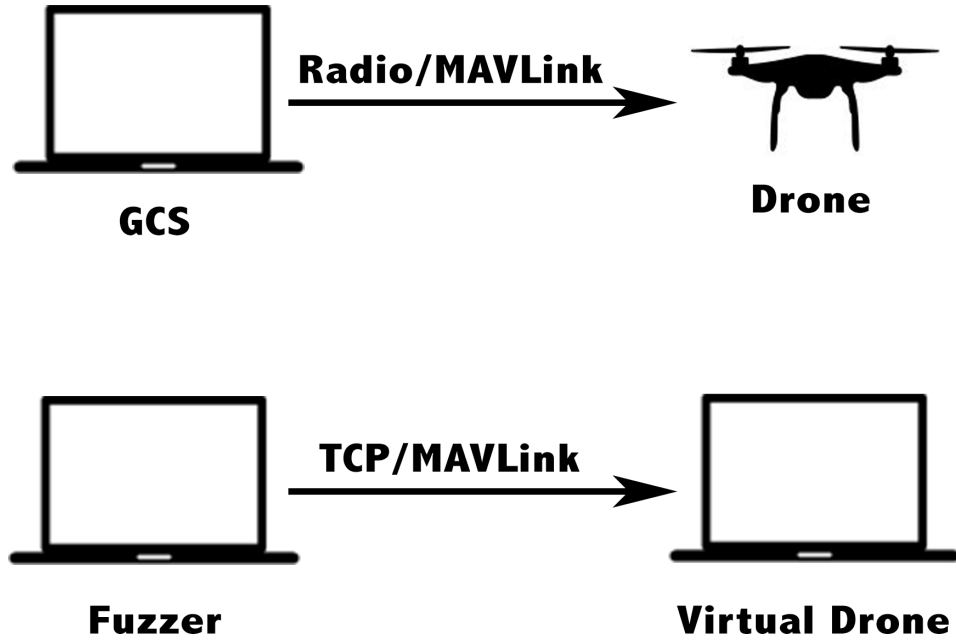 Radio/MAVLink
GCS
Drone
TCP/MAVLink
Fuzzer
Virtual Drone